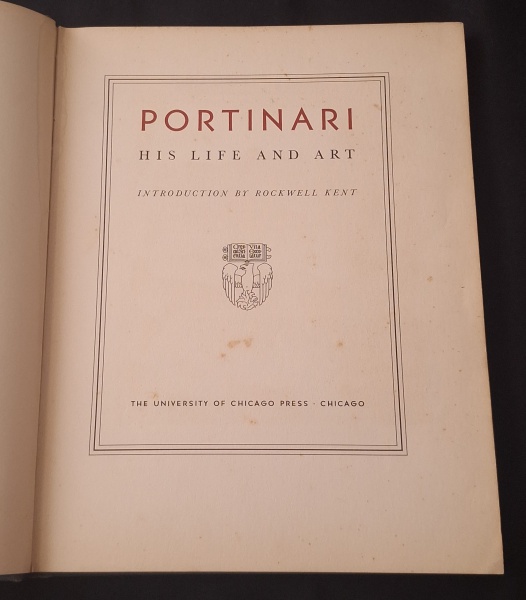 PORTINARI
HIS LIFE AND ART
INTRODUCTION BY ROCKWELL KENT
THE UNIVERSITY OF CHICAGO PRESS · CHICAGO